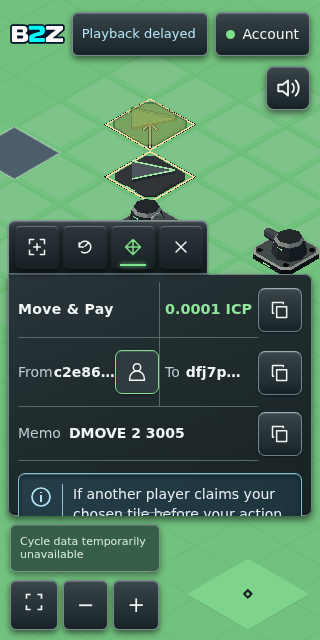 B2Z
Playback delayed
Account
Move & Pay
0.0001 ICP
From c2e86...
To dfj7p...
Memo DMOVE 2 3005
If another player claims your
chosen tile before your action
Cycle data temporarily
unavailable